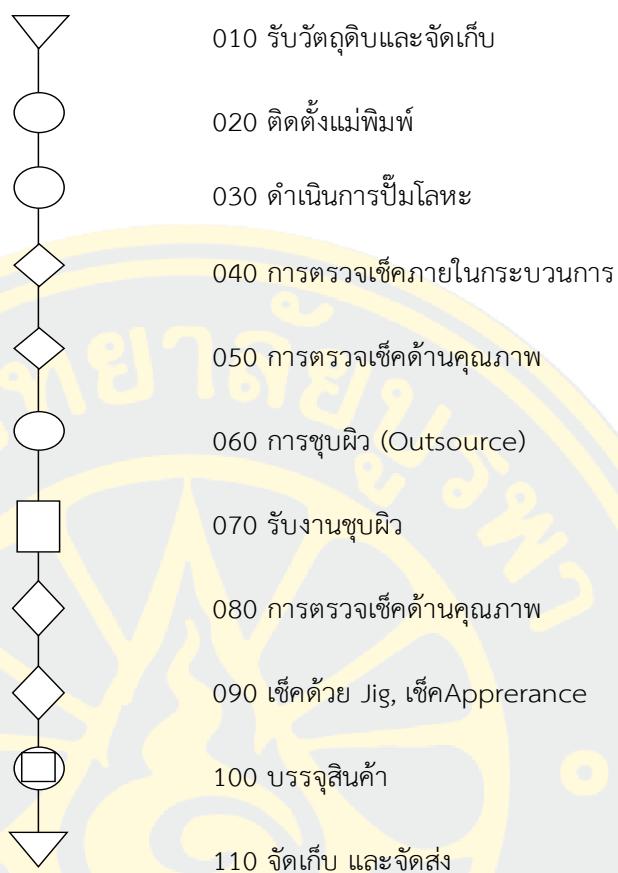 010 รับวัตถุดิบและจัดเก็บ
020 ติดตั้งแม่พิมพ์
030 ดำเนินการปั๊มโลหะ
040 การตรวจเช็คภายในกระบวนการ
050 การตรวจเช็คด้านคุณภาพ
060 การชุบผิว (Outsource)
070 รับงานชุบผิว
080 การตรวจเช็คด้านคุณภาพ
090 เช็คด้วย Jig, เช็คApprerance
100 บรรจุสินค้า
110 จัดเก็บ และจัดส่ง